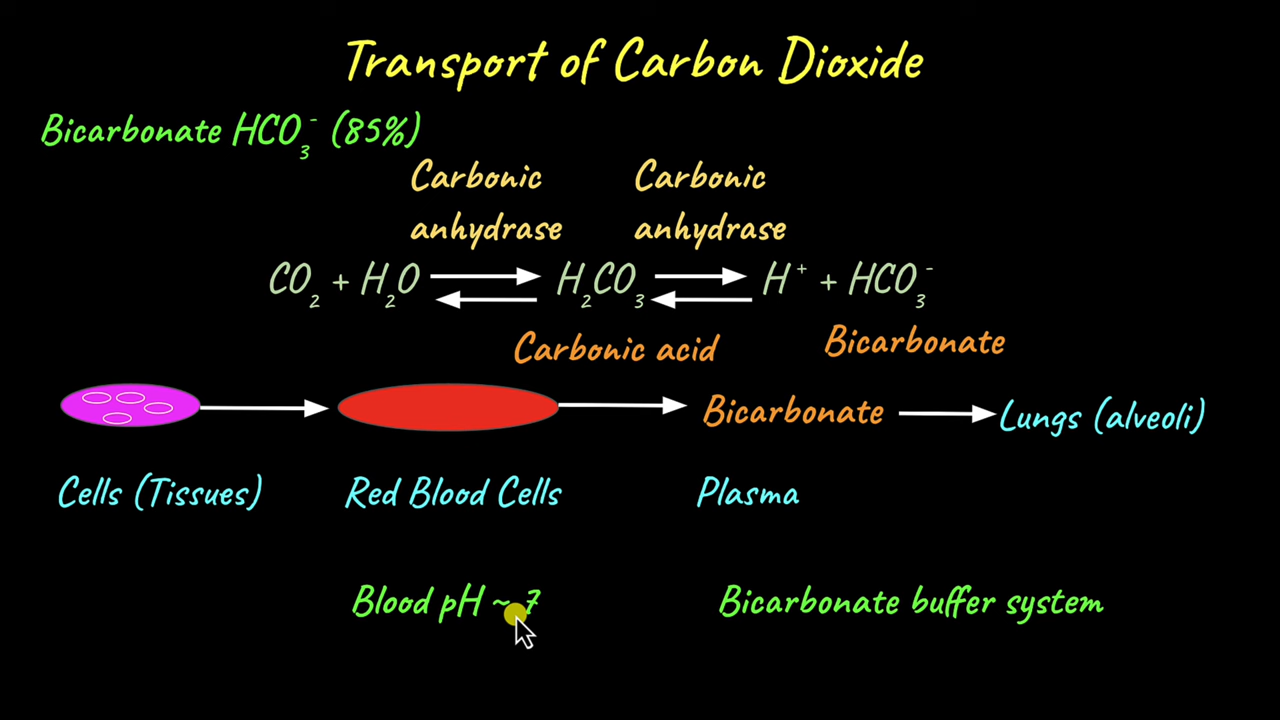 Transport of Carbon Dioxide
Bicarbonate HCO₃⁻ (85%)
Carbonic anhydrase
Carbonic anhydrase
CO₂ + H₂O ⇌ H₂CO₃ ⇌ H⁺ + HCO₃⁻
Carbonic acid
Bicarbonate
Bicarbonate → Lungs (alveoli)
Cells (Tissues)
Red Blood Cells
Plasma
Blood pH ~ 7
Bicarbonate buffer system